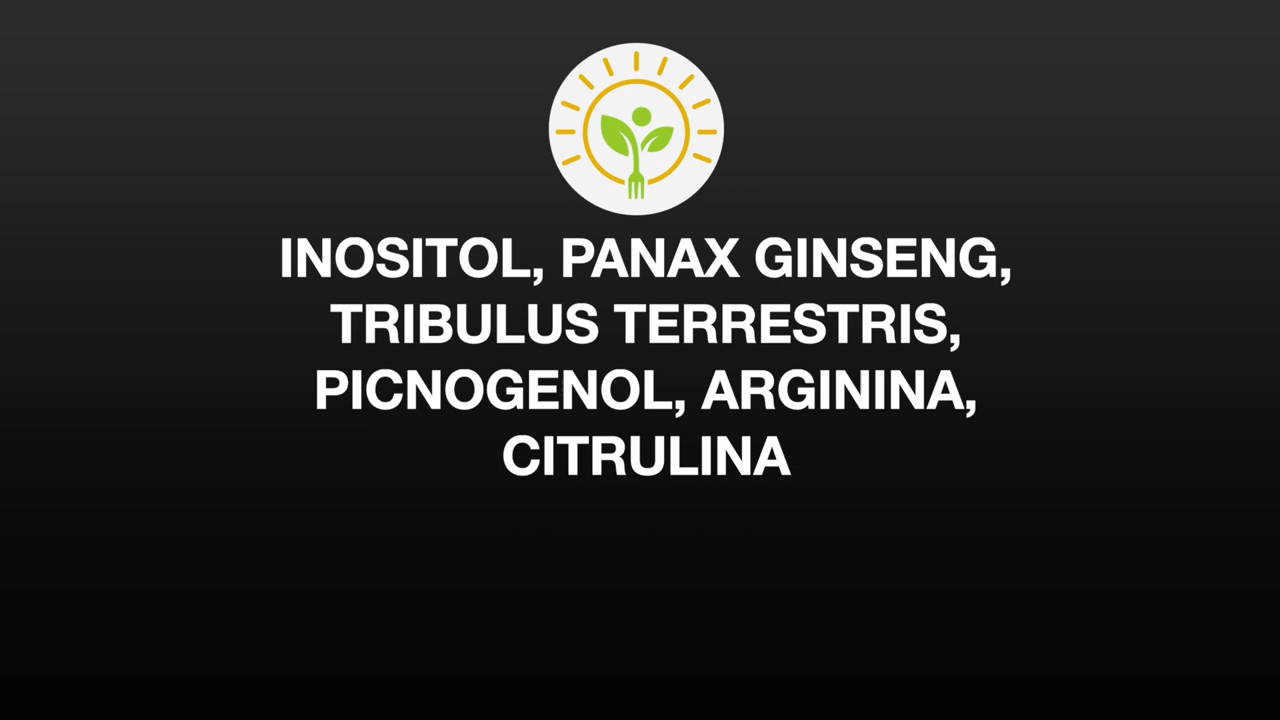 INOSITOL, PANAX GINSENG,
TRIBULUS TERRESTRIS,
PICNOGENOL, ARGININA,
CITRULINA